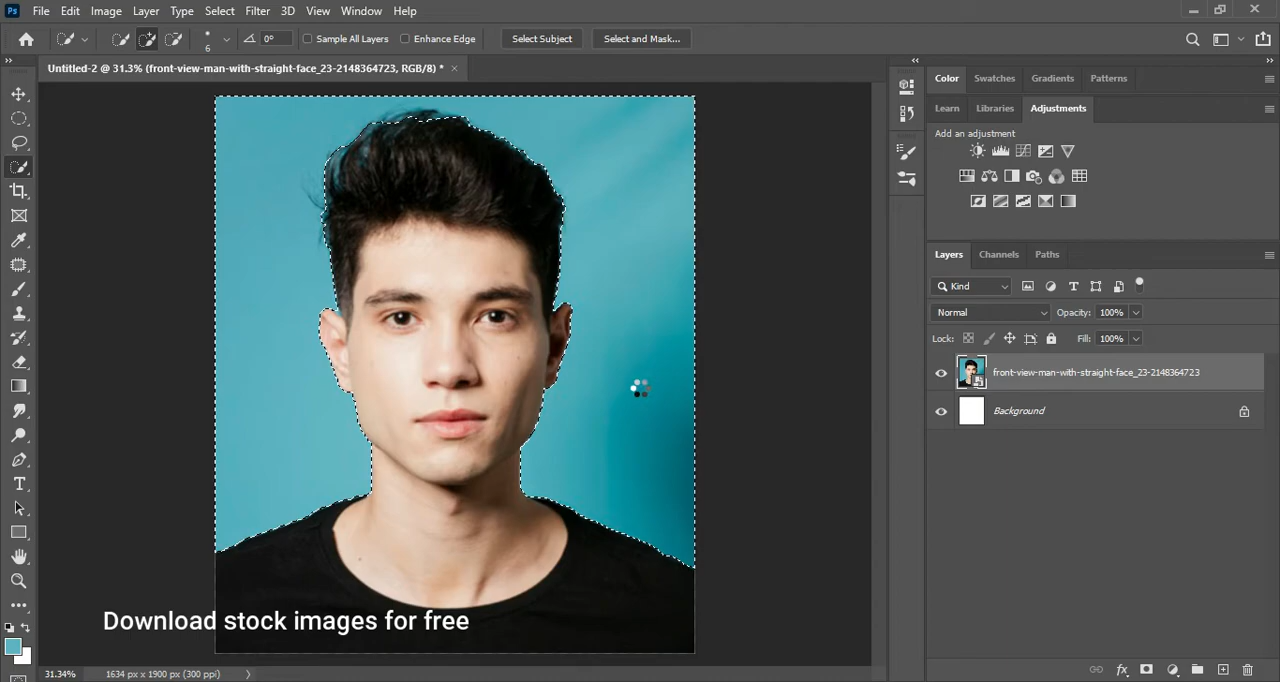 Ps File Edit Image Layer Type Select Filter 3D View Window Help
6 0° Sample All Layers Enhance Edge Select Subject Select and Mask...
Untitled-2 @ 31.3% (front-view-man-with-straight-face_23-2148364723, RGB/8) *
Color Swatches Gradients Patterns
Learn Libraries Adjustments
Add an adjustment
Layers Channels Paths
Kind
Normal Opacity: 100%
Lock: Fill: 100%
front-view-man-with-straight-face_23-2148364723
Background
Download stock images for free
31.34% 1634 px x 1900 px (300 ppi)